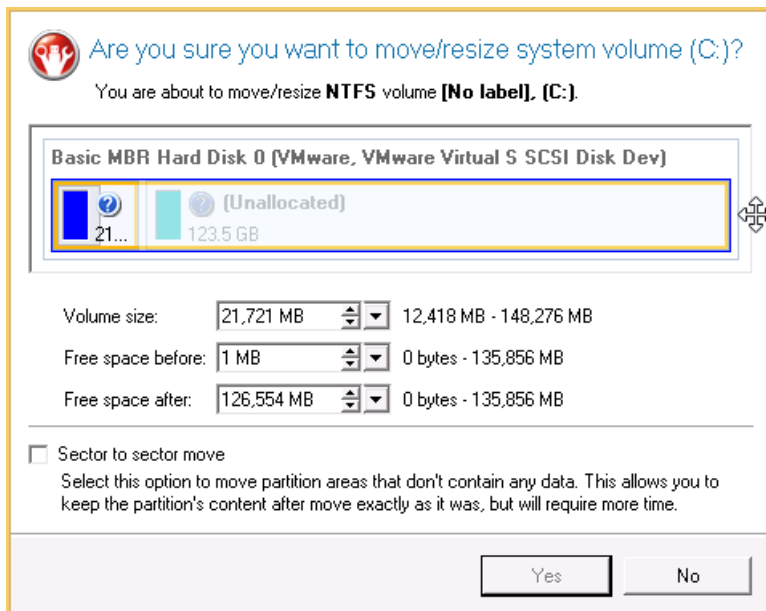 Are you sure you want to move/resize system volume (C:)?
You are about to move/resize NTFS volume [No label], (C:).
Basic MBR Hard Disk 0 (VMware, VMware Virtual S SCSI Disk Dev)
(Unallocated)
21... 123.5 GB
Volume size: 21,721 MB 12,418 MB - 148,276 MB
Free space before: 1 MB 0 bytes - 135,856 MB
Free space after: 126,554 MB 0 bytes - 135,856 MB
Sector to sector move
Select this option to move partition areas that don't contain any data. This allows you to
keep the partition's content after move exactly as it was, but will require more time.
Yes No